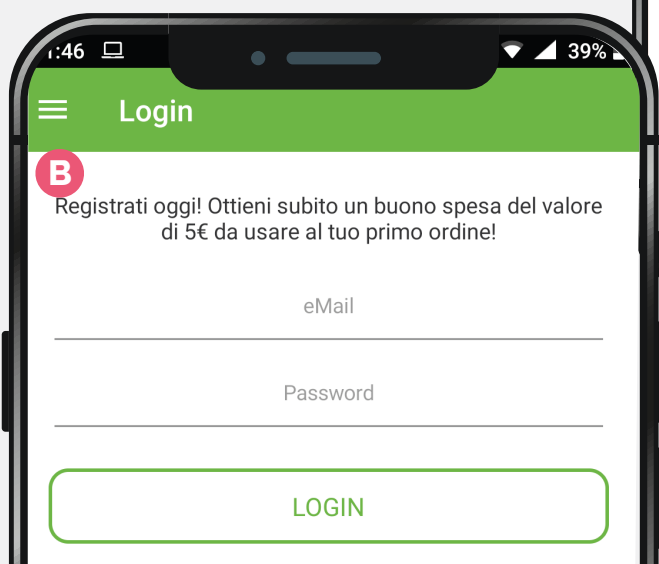 :46
39%
Login
B
Registrati oggi! Ottieni subito un buono spesa del valore
di 5€ da usare al tuo primo ordine!
eMail
Password
LOGIN